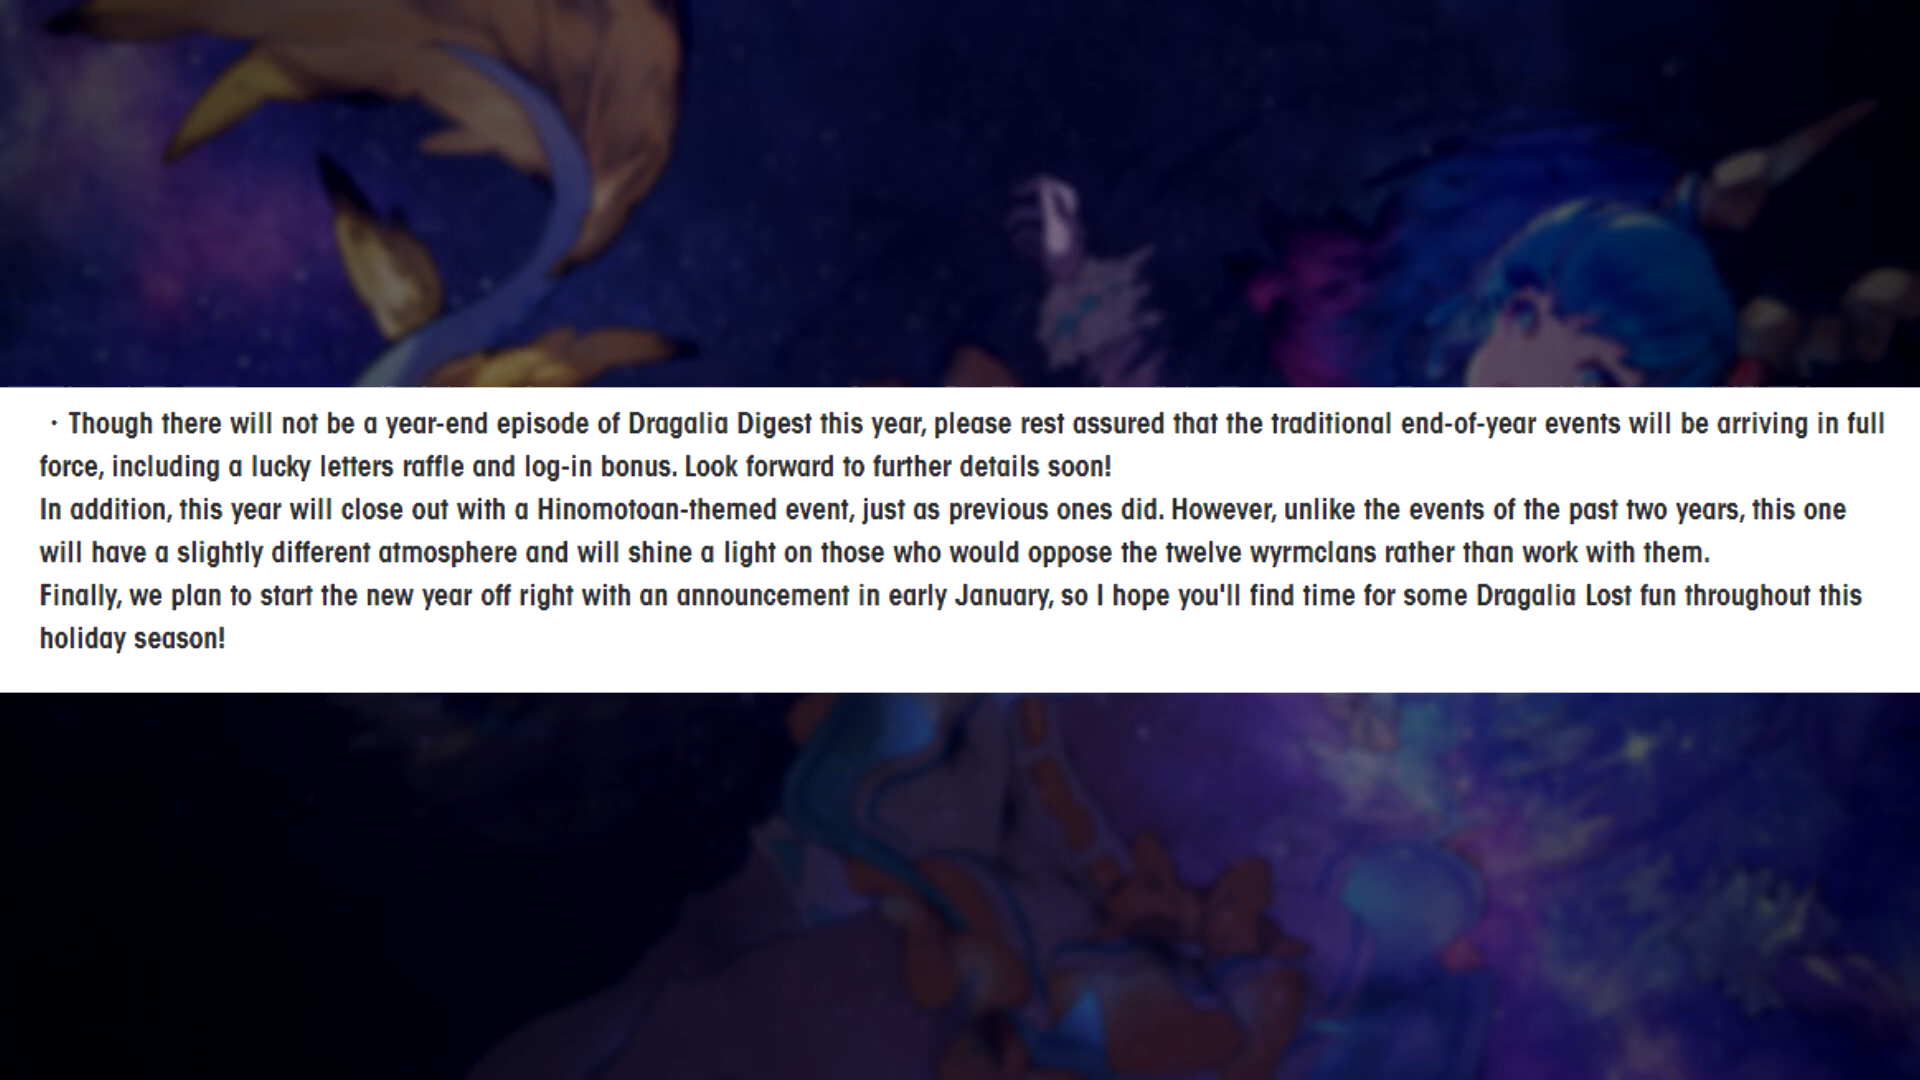 · Though there will not be a year-end episode of Dragalia Digest this year, please rest assured that the traditional end-of-year events will be arriving in full
force, including a lucky letters raffle and log-in bonus. Look forward to further details soon!
In addition, this year will close out with a Hinomotoan-themed event, just as previous ones did. However, unlike the events of the past two years, this one
will have a slightly different atmosphere and will shine a light on those who would oppose the twelve wyrmclans rather than work with them.
Finally, we plan to start the new year off right with an announcement in early January, so I hope you'll find time for some Dragalia Lost fun throughout this
holiday season!